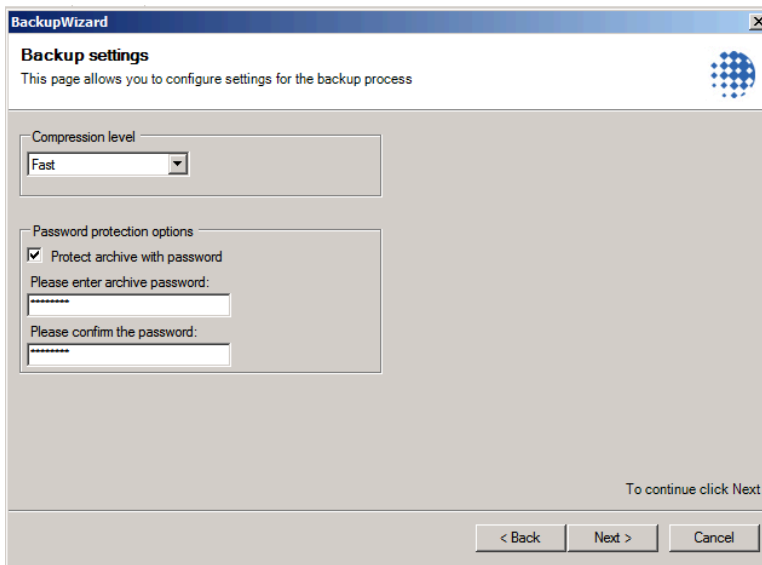 BackupWizard
Backup settings
This page allows you to configure settings for the backup process
Compression level
Fast
Password protection options
Protect archive with password
Please enter archive password:
********
Please confirm the password:
********
To continue click Next
< Back Next > Cancel